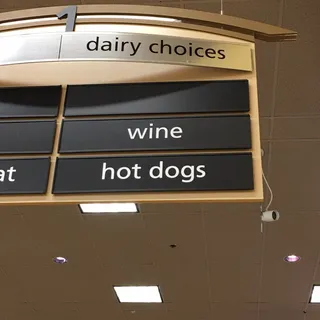 1
dairy choices
wine
at hot dogs